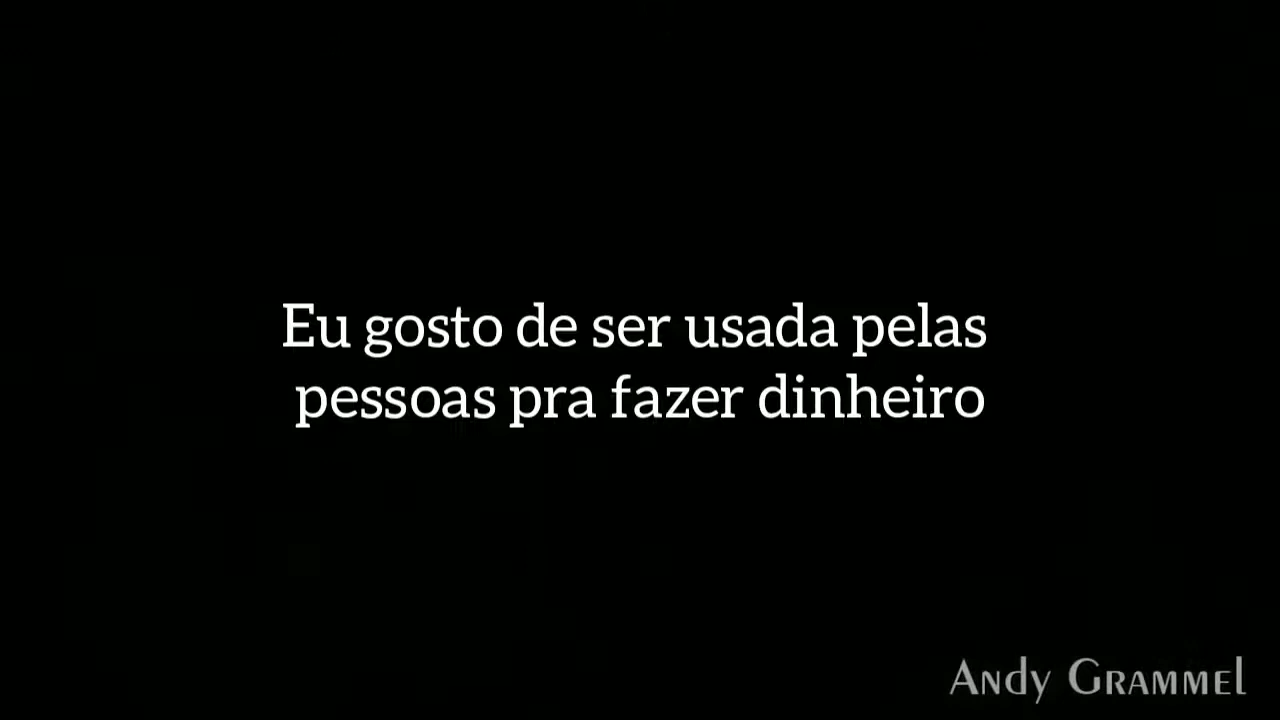 Eu gosto de ser usada pelas
pessoas pra fazer dinheiro
Andy Grammel